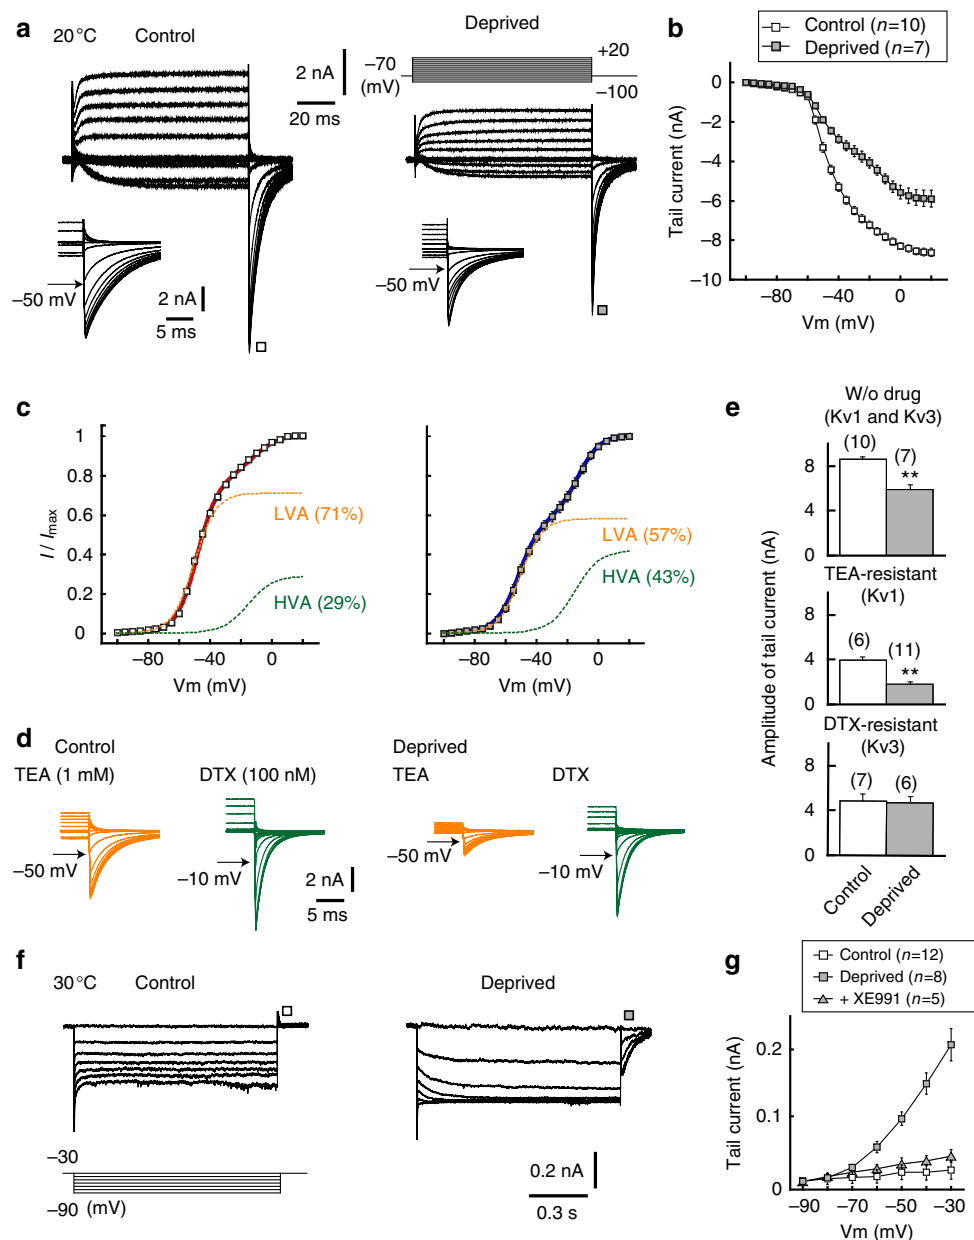 a
20 °C
Control
2 nA
20 ms
Deprived
–70
(mV)
+20
–100
–50 mV
2 nA
5 ms
–50 mV
b
Control (n=10)
Deprived (n=7)
Tail current (nA)
0
–2
–4
–6
–8
–10
–80
–40
0
Vm (mV)
c
I / Imax
1
0.8
0.6
0.4
0.2
0
LVA (71%)
HVA (29%)
–80
–40
0
Vm (mV)
LVA (57%)
HVA (43%)
–80
–40
0
Vm (mV)
d
Control
TEA (1 mM)
DTX (100 nM)
–50 mV
–10 mV
2 nA
5 ms
Deprived
TEA
DTX
–50 mV
–10 mV
e
Amplitude of tail current (nA)
W/o drug
(Kv1 and Kv3)
(10)
(7)
**
8
4
0
TEA-resistant
(Kv1)
(6)
(11)
**
8
4
0
DTX-resistant
(Kv3)
(7)
(6)
8
4
0
Control
Deprived
f
30 °C
Control
Deprived
–30
–90
(mV)
0.2 nA
0.3 s
g
Control (n=12)
Deprived (n=8)
+ XE991 (n=5)
Tail current (nA)
0.2
0.1
0
–90
–70
–50
–30
Vm (mV)